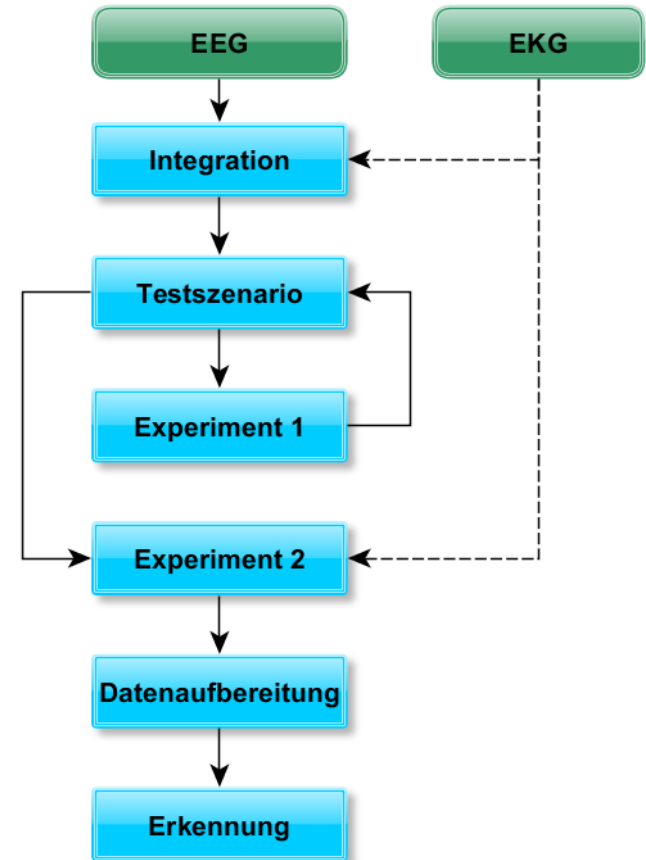 EEG
EKG
Integration
Testszenario
Experiment 1
Experiment 2
Datenaufbereitung
Erkennung